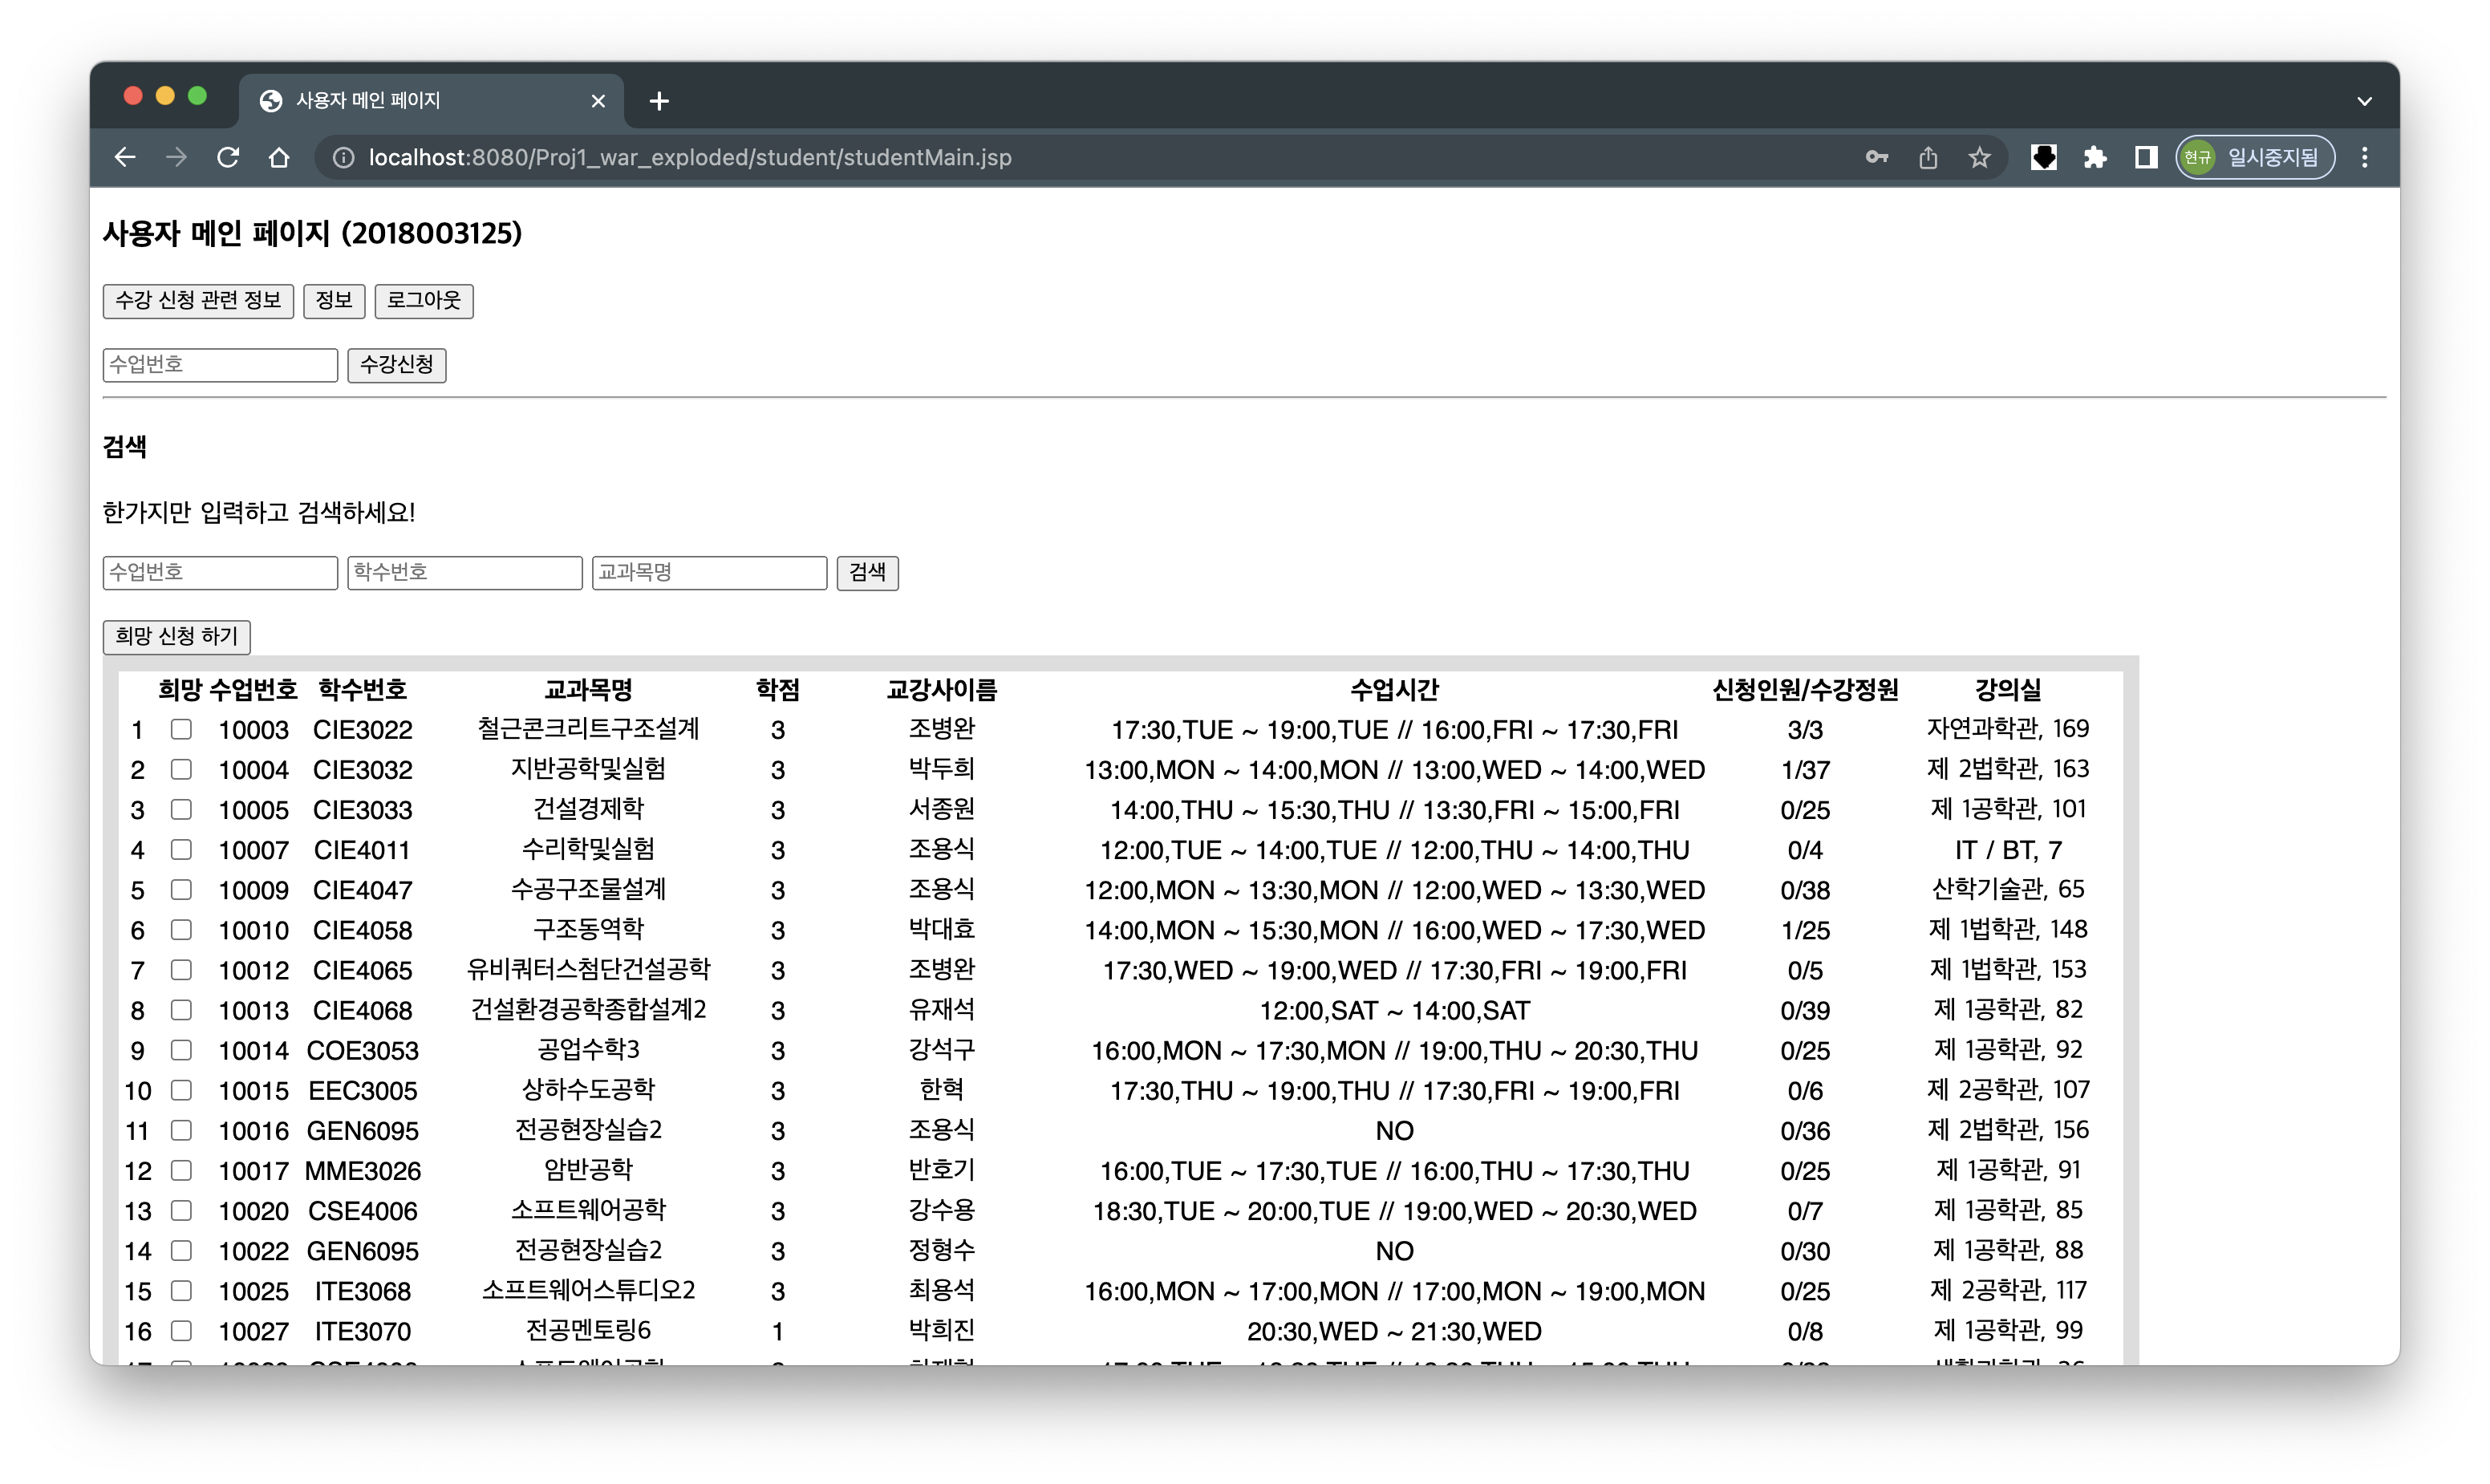 사용자 메인 페이지
localhost:8080/Proj1_war_exploded/student/studentMain.jsp 현규 일시중지됨
사용자 메인 페이지 (2018003125)
수강 신청 관련 정보 정보 로그아웃
수업번호 수강신청
검색
한가지만 입력하고 검색하세요!
수업번호 학수번호 교과목명 검색
희망 신청 하기
희망 수업번호 학수번호 교과목명 학점 교강사이름 수업시간 신청인원/수강정원 강의실
1 10003 CIE3022 철근콘크리트구조설계 3 조병완 17:30,TUE ~ 19:00,TUE // 16:00,FRI ~ 17:30,FRI 3/3 자연과학관, 169
2 10004 CIE3032 지반공학및실험 3 박두희 13:00,MON ~ 14:00,MON // 13:00,WED ~ 14:00,WED 1/37 제 2법학관, 163
3 10005 CIE3033 건설경제학 3 서종원 14:00,THU ~ 15:30,THU // 13:30,FRI ~ 15:00,FRI 0/25 제 1공학관, 101
4 10007 CIE4011 수리학및실험 3 조용식 12:00,TUE ~ 14:00,TUE // 12:00,THU ~ 14:00,THU 0/4 IT / BT, 7
5 10009 CIE4047 수공구조물설계 3 조용식 12:00,MON ~ 13:30,MON // 12:00,WED ~ 13:30,WED 0/38 산학기술관, 65
6 10010 CIE4058 구조동역학 3 박대효 14:00,MON ~ 15:30,MON // 16:00,WED ~ 17:30,WED 1/25 제 1법학관, 148
7 10012 CIE4065 유비쿼터스첨단건설공학 3 조병완 17:30,WED ~ 19:00,WED // 17:30,FRI ~ 19:00,FRI 0/5 제 1법학관, 153
8 10013 CIE4068 건설환경공학종합설계2 3 유재석 12:00,SAT ~ 14:00,SAT 0/39 제 1공학관, 82
9 10014 COE3053 공업수학3 3 강석구 16:00,MON ~ 17:30,MON // 19:00,THU ~ 20:30,THU 0/25 제 1공학관, 92
10 10015 EEC3005 상하수도공학 3 한혁 17:30,THU ~ 19:00,THU // 17:30,FRI ~ 19:00,FRI 0/6 제 2공학관, 107
11 10016 GEN6095 전공현장실습2 3 조용식 NO 0/36 제 2법학관, 156
12 10017 MME3026 암반공학 3 반호기 16:00,TUE ~ 17:30,TUE // 16:00,THU ~ 17:30,THU 0/25 제 1공학관, 91
13 10020 CSE4006 소프트웨어공학 3 강수용 18:30,TUE ~ 20:00,TUE // 19:00,WED ~ 20:30,WED 0/7 제 1공학관, 85
14 10022 GEN6095 전공현장실습2 3 정형수 NO 0/30 제 1공학관, 88
15 10025 ITE3068 소프트웨어스튜디오2 3 최용석 16:00,MON ~ 17:00,MON // 17:00,MON ~ 19:00,MON 0/25 제 2공학관, 117
16 10027 ITE3070 전공멘토링6 1 박희진 20:30,WED ~ 21:30,WED 0/8 제 1공학관, 99